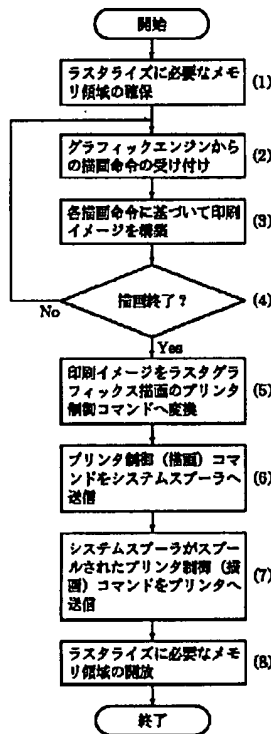 開始
ラスタライズに必要なメモ
リ領域の確保
(1)
グラフィックエンジンから
の描画命令の受け付け
(2)
各描画命令に基づいて印刷
イメージを構築
(3)
描画終了？
(4)
No
Yes
印刷イメージをラスタグラ
フィックス描画のプリンタ
制御コマンドへ変換
(5)
プリンタ制御（描画）コマ
ンドをシステムスプーラへ
送信
(6)
システムスプーラがスプー
ルされたプリンタ制御（描
画）コマンドをプリンタへ
送信
(7)
ラスタライズに必要なメモ
リ領域の開放
(8)
終了